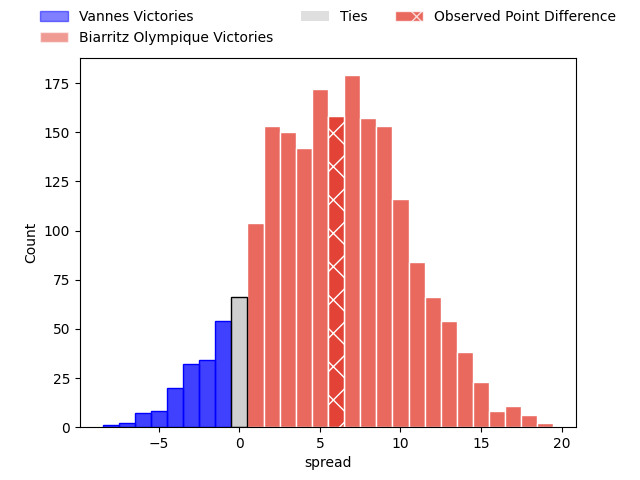 Vannes Victories
Ties
Observed Point Difference
Biarritz Olympique Victories
175
150
125
100
75
50
25
0
Count
−5
0
5
10
15
20
spread